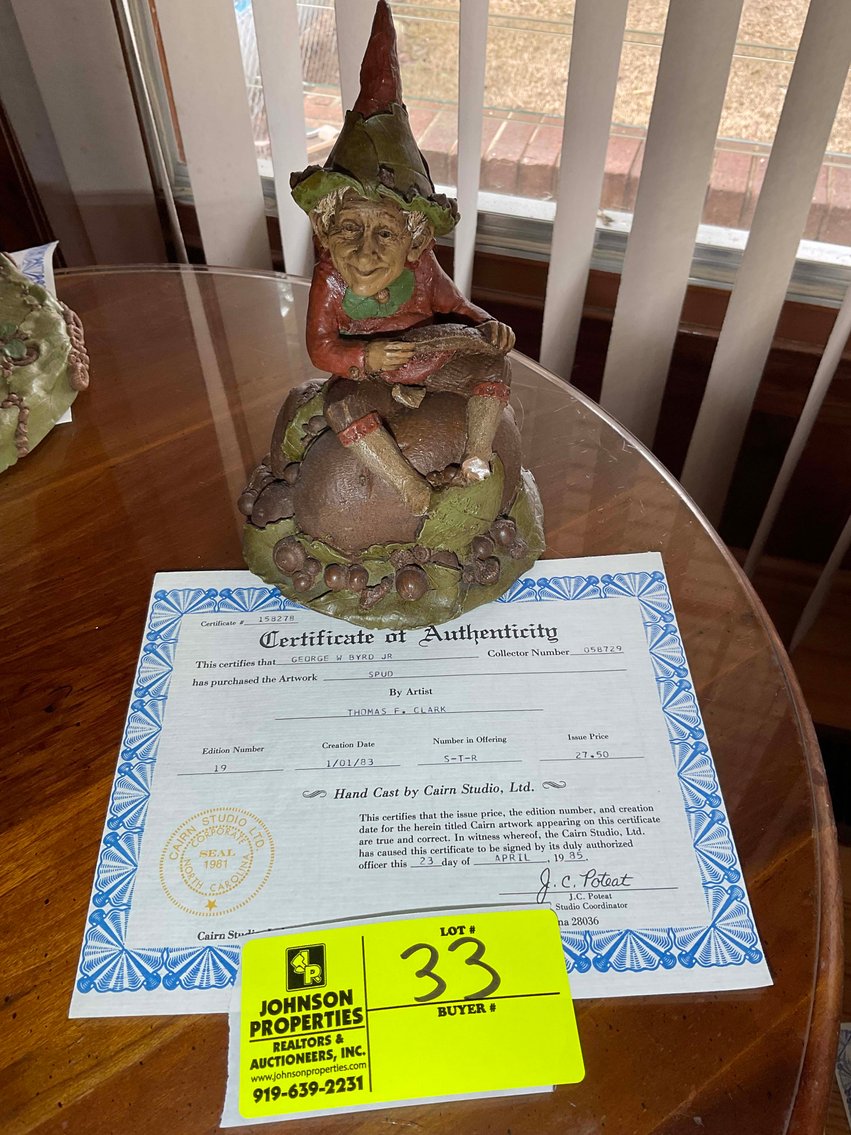 Certificate # 158278
Certificate of Authenticity
This certifies that GEORGE W BYRD JR Collector Number 058729
has purchased the Artwork SPUD
By Artist
THOMAS F. CLARK
Edition Number Creation Date Number in Offering Issue Price
19 1/01/83 S-T-R 27.50
Hand Cast by Cairn Studio, Ltd.
This certifies that the issue price, the edition number, and creation
date for the herein titled Cairn artwork appearing on this certificate
are true and correct. In witness whereof, the Cairn Studio, Ltd.
has caused this certificate to be signed by its duly authorized
officer this 23 day of APRIL, 1985.
CAIRN STUDIO LTD.
CORPORATE
SEAL
1981
NORTH CAROLINA
J.C. Poteat
J.C. Poteat
Studio Coordinator
Cairn 28036
JOHNSON
PROPERTIES
REALTORS &
AUCTIONEERS, INC.
www.johnsonproperties.com
919-639-2231
LOT #
33
BUYER #